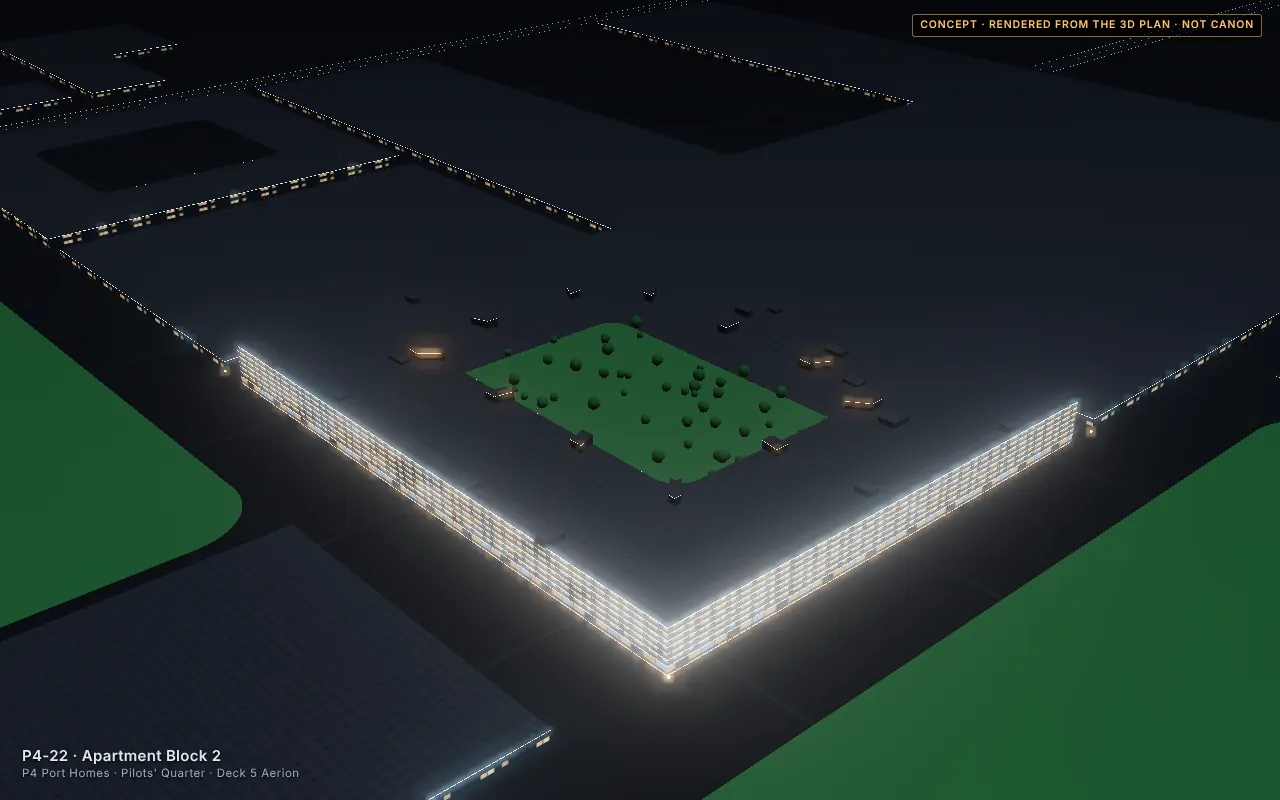 CONCEPT · RENDERED FROM THE 3D PLAN · NOT CANON
P4-22 · Apartment Block 2
P4 Port Homes · Pilots' Quarter · Deck 5 Aerion